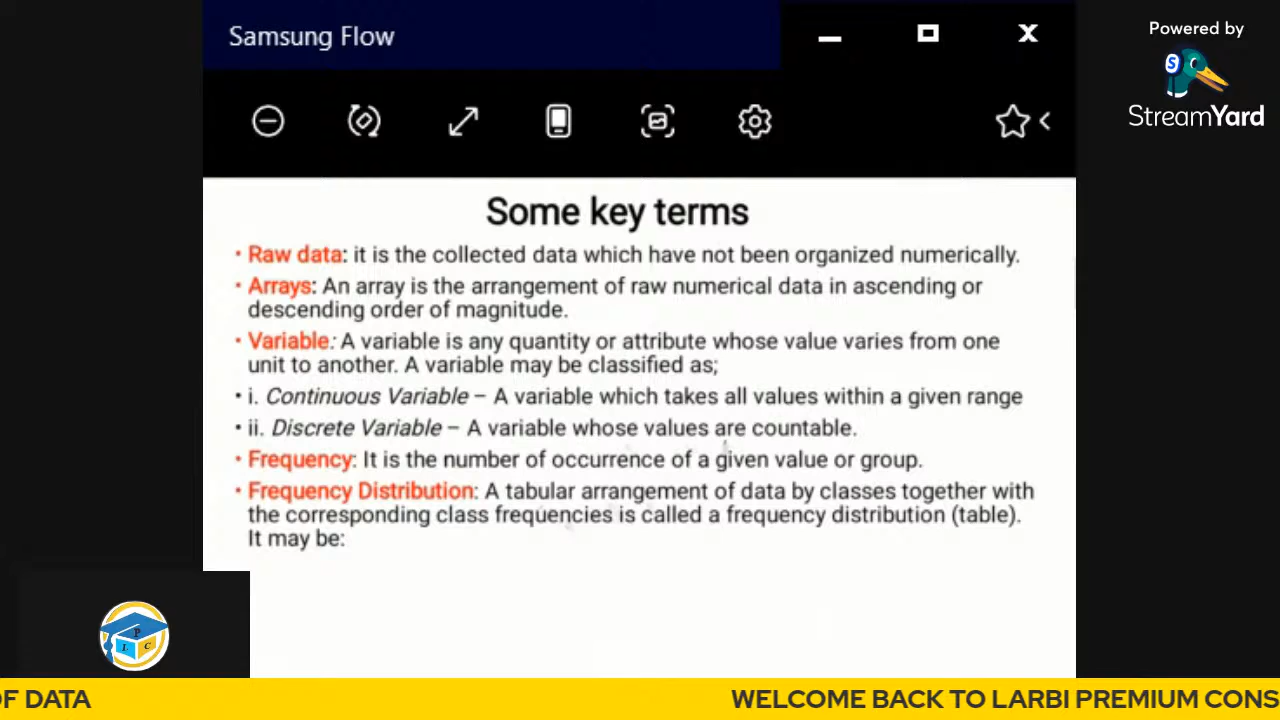 Samsung Flow
Powered by
S
StreamYard
Some key terms
• Raw data: it is the collected data which have not been organized numerically.
• Arrays: An array is the arrangement of raw numerical data in ascending or
descending order of magnitude.
• Variable: A variable is any quantity or attribute whose value varies from one
unit to another. A variable may be classified as;
• i. Continuous Variable – A variable which takes all values within a given range
• ii. Discrete Variable – A variable whose values are countable.
• Frequency: It is the number of occurrence of a given value or group.
• Frequency Distribution: A tabular arrangement of data by classes together with
the corresponding class frequencies is called a frequency distribution (table).
It may be:
P
L C
OF DATA
WELCOME BACK TO LARBI PREMIUM CONS